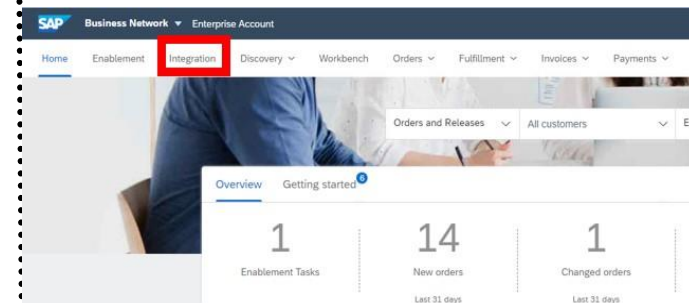 SAP Business Network Enterprise Account
Home Enablement Integration Discovery Workbench Orders Fulfillment Invoices Payments
Orders and Releases All customers E
Overview Getting started 6
1 14 1
Enablement Tasks New orders Changed orders
Last 31 days Last 31 days